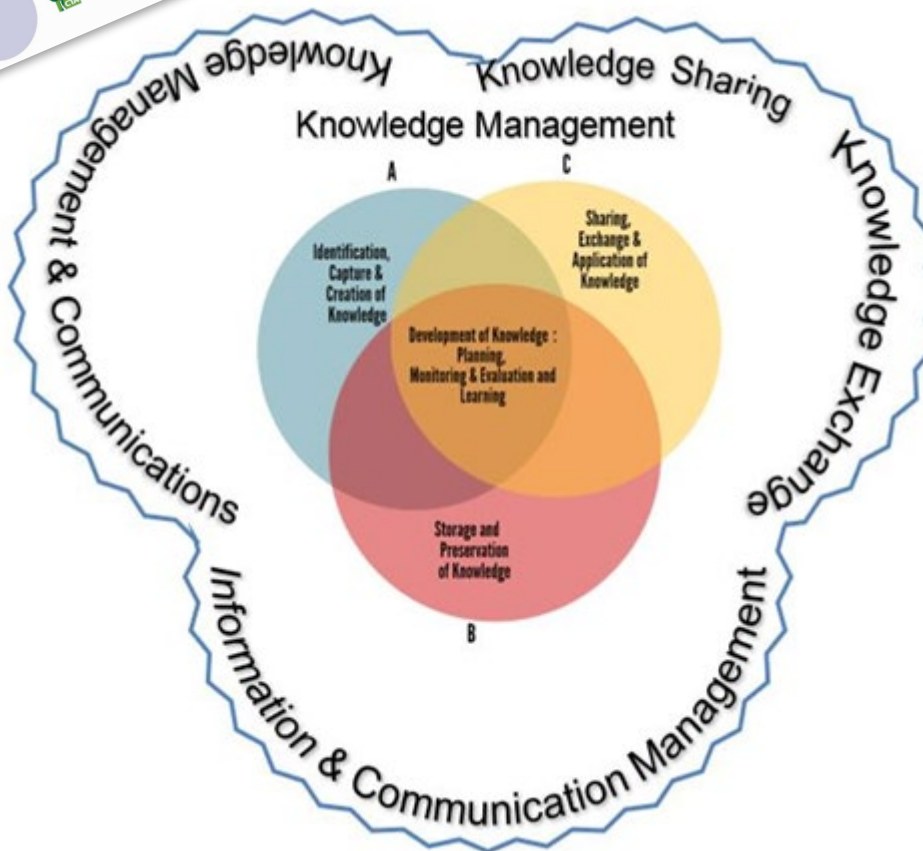 Knowledge Management & Communications
Knowledge Sharing
Knowledge Exchange
Knowledge Management
A
C
Identification,
Capture &
Creation of
Knowledge
Sharing,
Exchange &
Application of
Knowledge
Development of Knowledge :
Planning,
Monitoring & Evaluation and
Learning
Storage and
Preservation
of Knowledge
B
Information & Communication Management